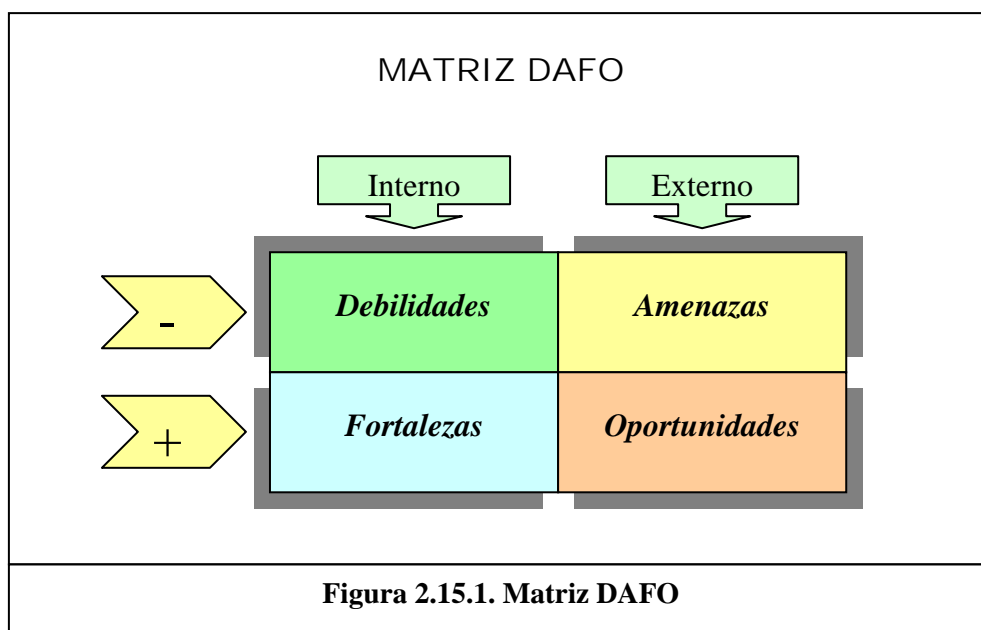 MATRIZ DAFO
Interno Externo
- Debilidades Amenazas
+ Fortalezas Oportunidades
Figura 2.15.1. Matriz DAFO